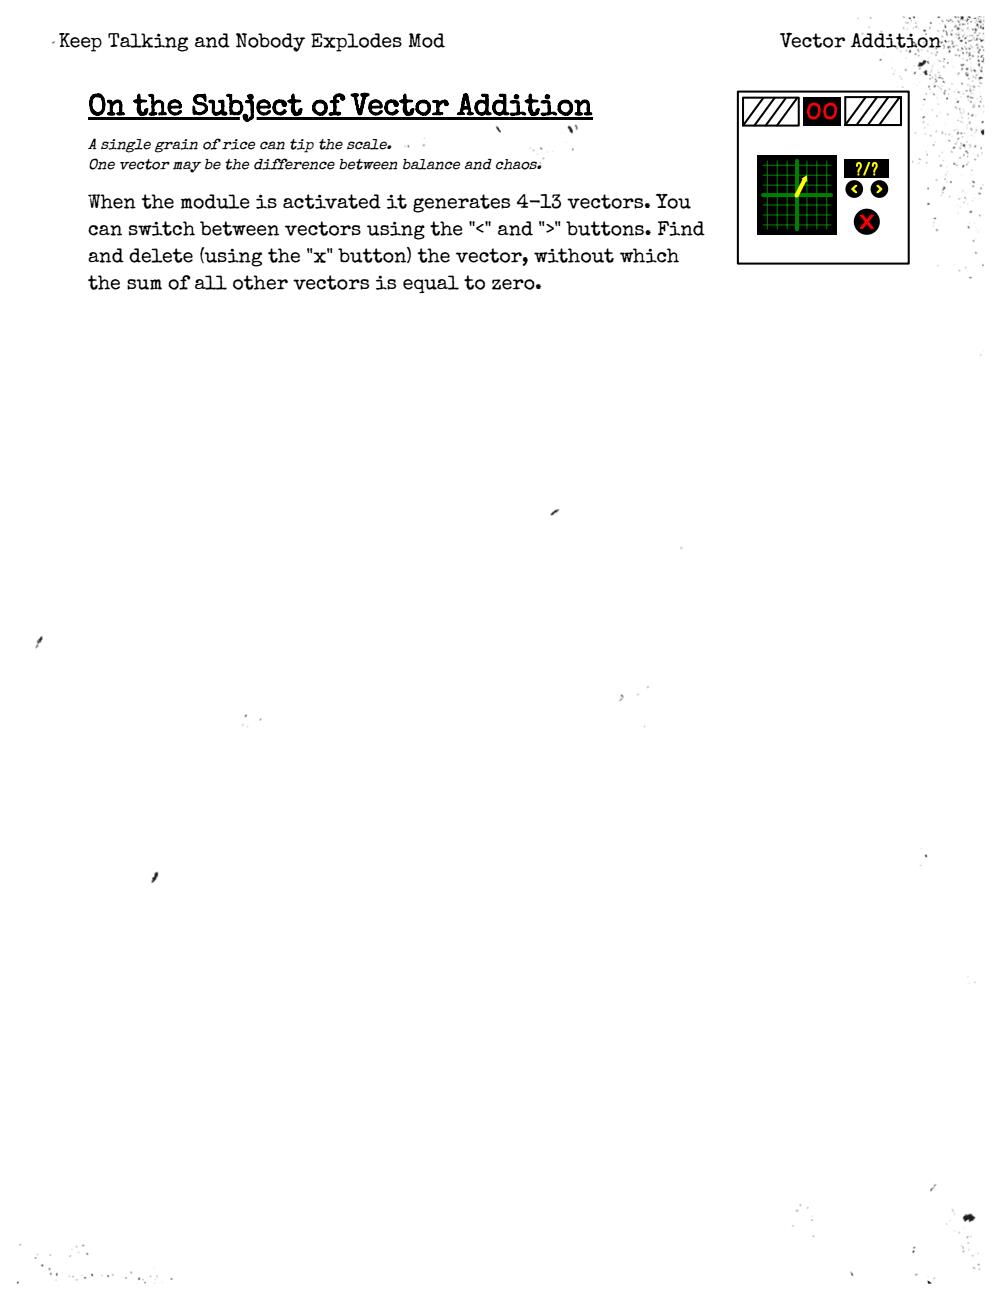 Keep Talking and Nobody Explodes Mod
Vector Addition
On the Subject of Vector Addition
A single grain of rice can tip the scale.
One vector may be the difference between balance and chaos.
When the module is activated it generates 4-13 vectors. You
can switch between vectors using the "<" and ">" buttons. Find
and delete (using the "x" button) the vector, without which
the sum of all other vectors is equal to zero.
00
?/?
< >
X